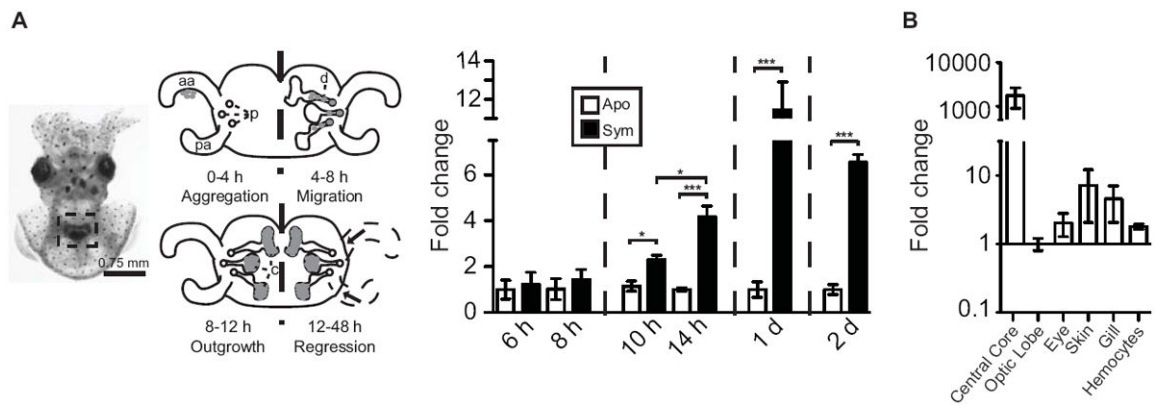 A
aa
p
pa
d
0-4 h
Aggregation
4-8 h
Migration
c
0.75 mm
8-12 h
Outgrowth
12-48 h
Regression
Fold change
14
12
6
4
2
0
Apo
Sym
*
*
***
***
***
6 h
8 h
10 h
14 h
1 d
2 d
B
Fold change
10000
1000
10
1
0.1
Central Core
Optic Lobe
Eye
Skin
Gill
Hemocytes